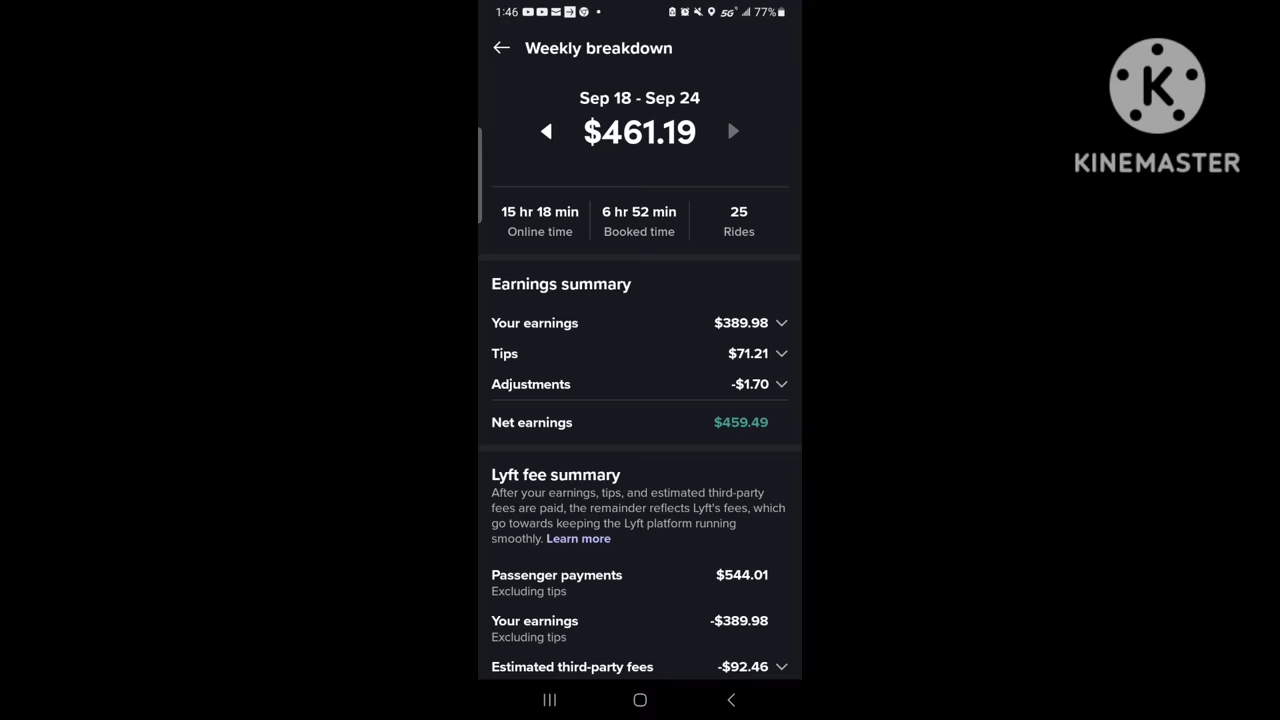 1:46
5G
77%
Weekly breakdown
Sep 18 - Sep 24
$461.19
15 hr 18 min
Online time
6 hr 52 min
Booked time
25
Rides
Earnings summary
Your earnings $389.98
Tips $71.21
Adjustments -$1.70
Net earnings $459.49
Lyft fee summary
After your earnings, tips, and estimated third-party
fees are paid, the remainder reflects Lyft's fees, which
go towards keeping the Lyft platform running
smoothly. Learn more
Passenger payments $544.01
Excluding tips
Your earnings -$389.98
Excluding tips
Estimated third-party fees -$92.46
K
KINEMASTER